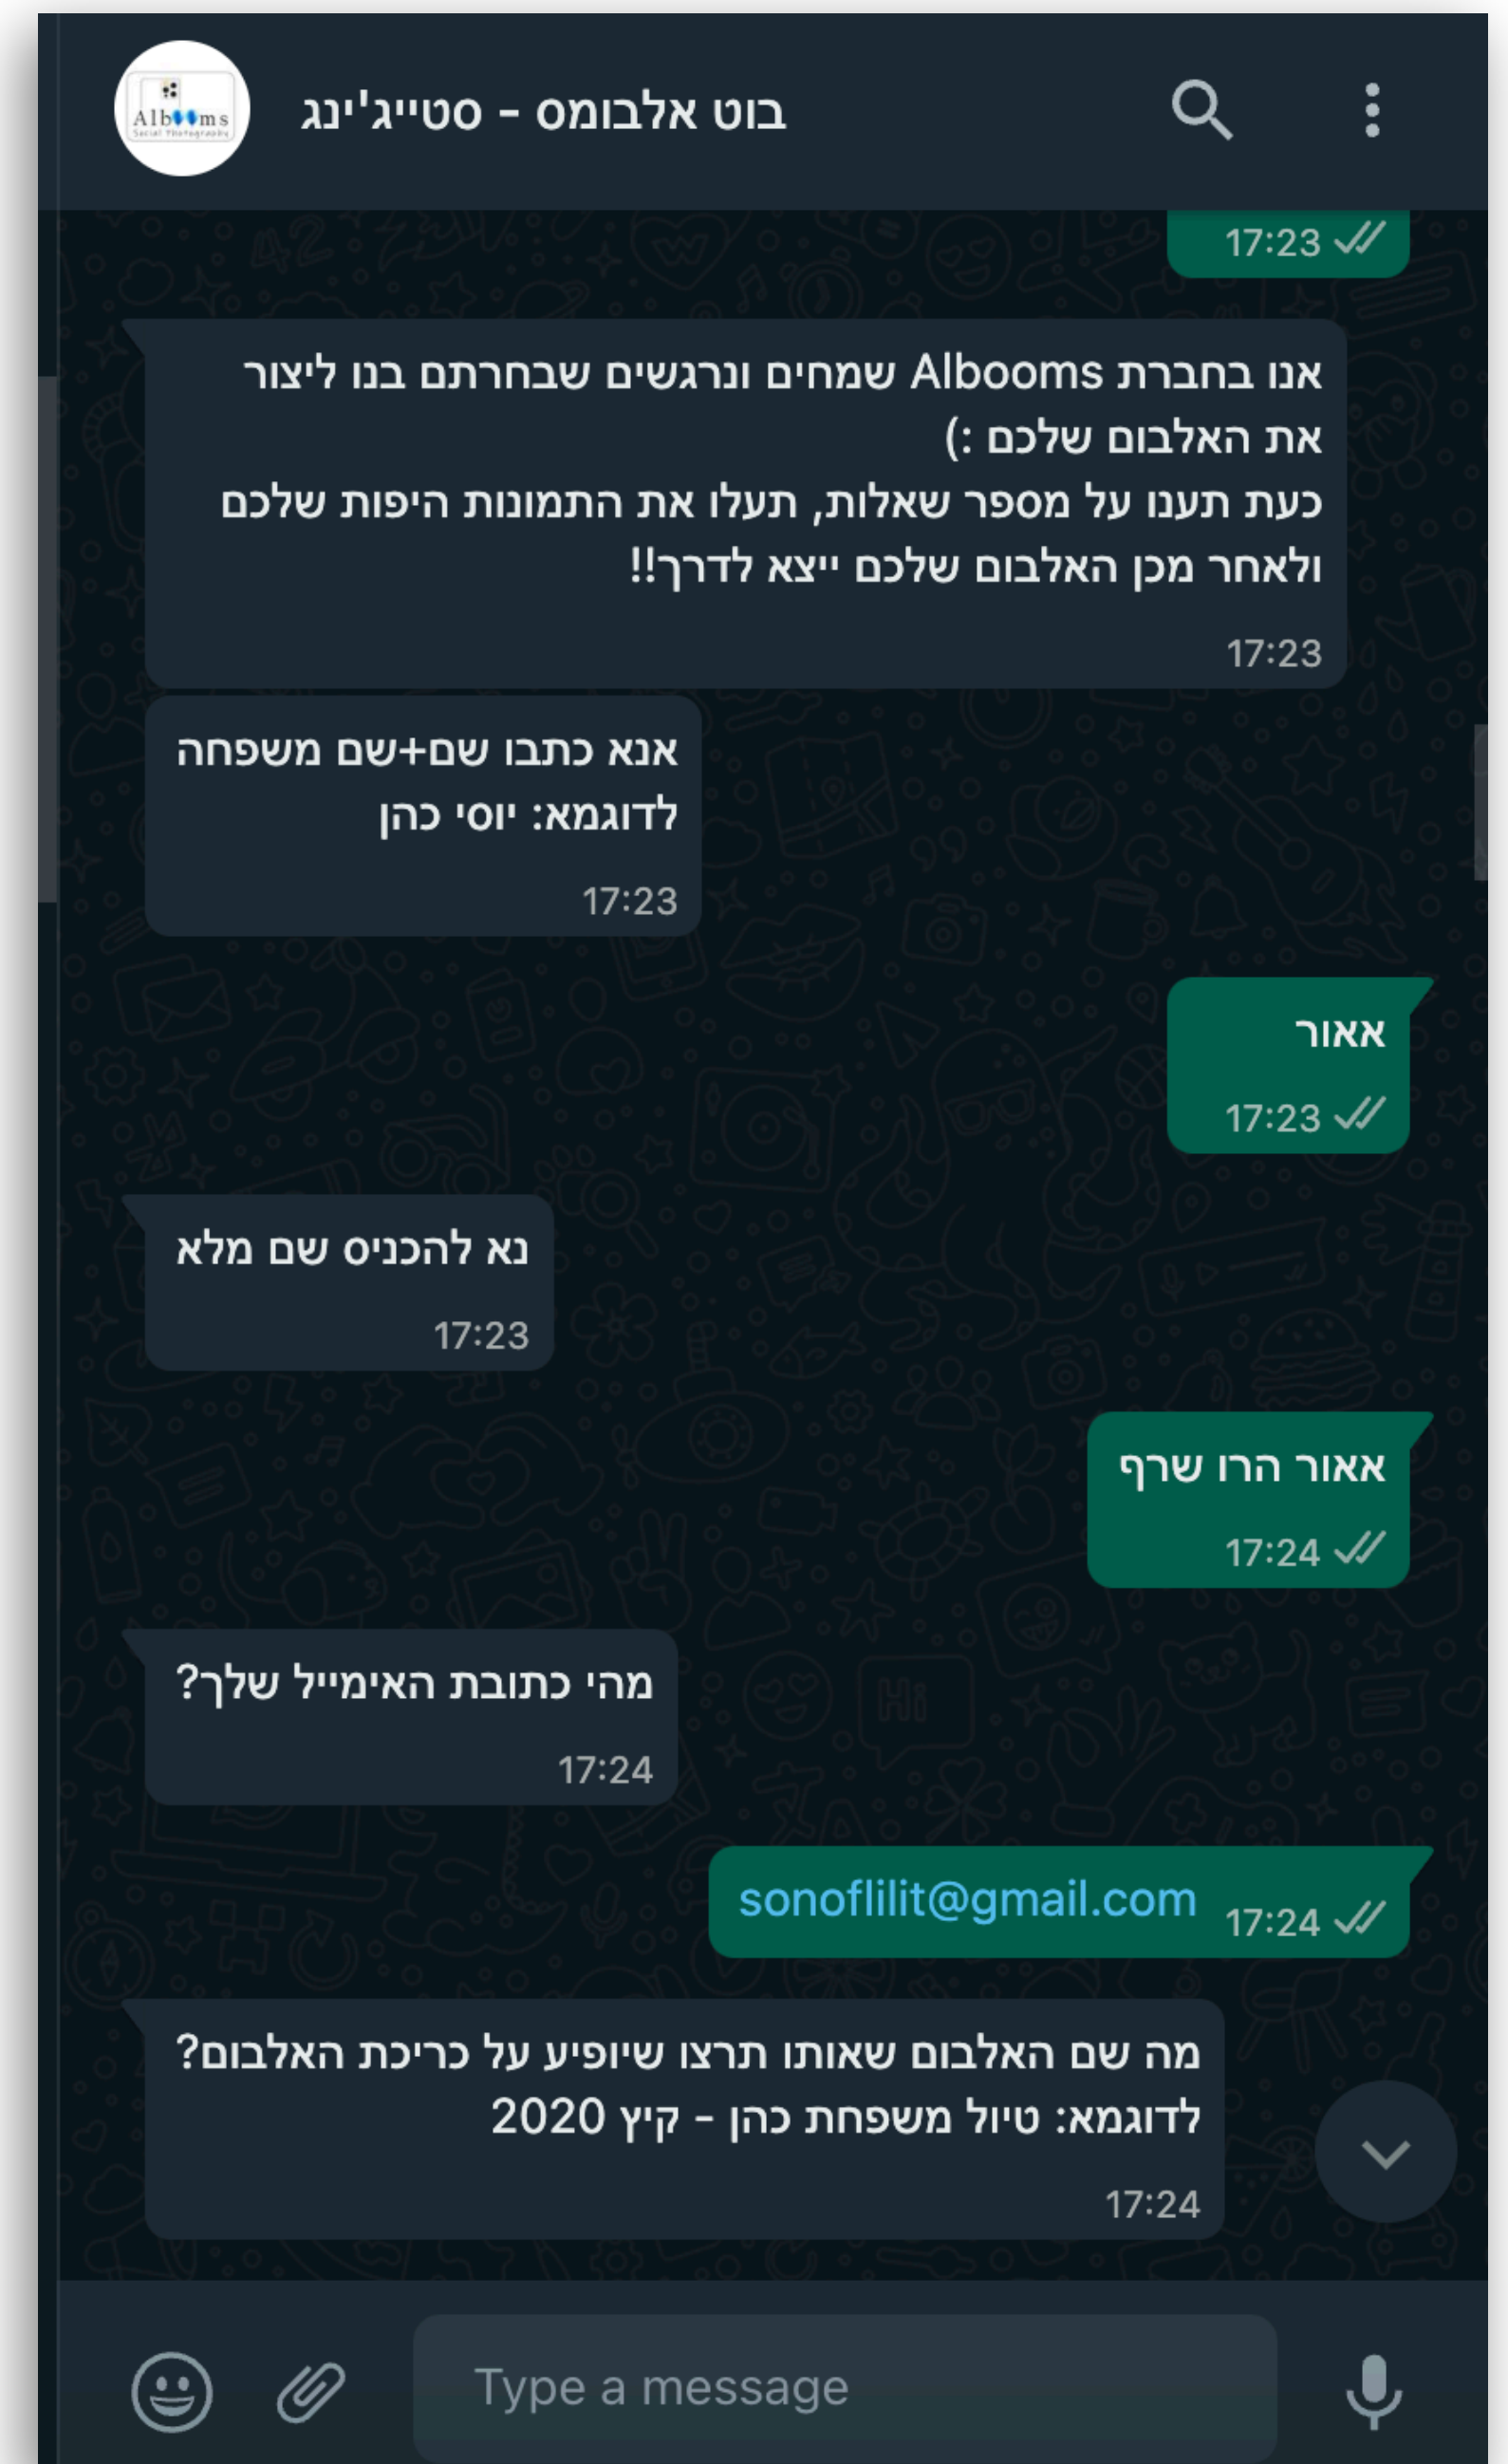 Albooms
Social Photography
בוט אלבומס - סטייג'ינג
17:23
אנו בחברת Albooms שמחים ונרגשים שבחרתם בנו ליצור
את האלבום שלכם :)
כעת תענו על מספר שאלות, תעלו את התמונות היפות שלכם
ולאחר מכן האלבום שלכם ייצא לדרך!!
17:23
אנא כתבו שם+שם משפחה
לדוגמא: יוסי כהן
17:23
אאור
17:23
נא להכניס שם מלא
17:23
אאור הרו שרף
17:24
מהי כתובת האימייל שלך?
17:24
sonoflilit@gmail.com 17:24
מה שם האלבום שאותו תרצו שיופיע על כריכת האלבום?
לדוגמא: טיול משפחת כהן - קיץ 2020
17:24
Type a message